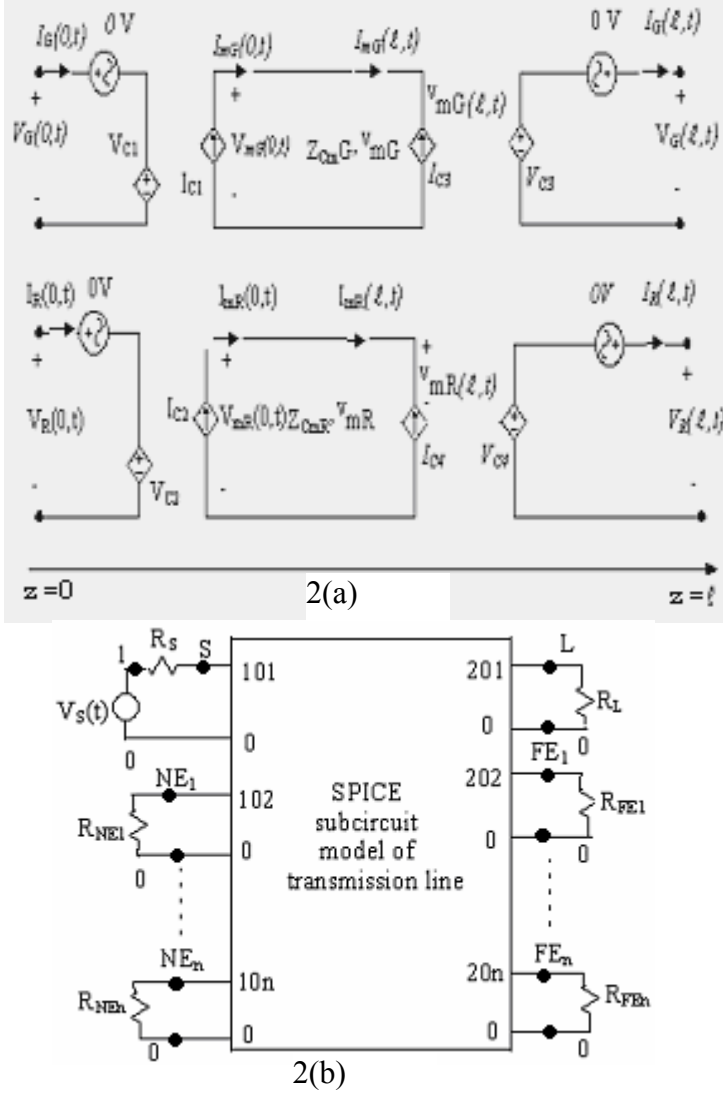 I_G(0,t) 0 V
I_mG(0,t) I_mG(ℓ,t)
0 V I_G(ℓ,t)
+ + v_mG(ℓ,t) +
V_G(0,t) V_C1 V_mG(0,t) Z_CmG, v_mG V_G(ℓ,t)
I_C1 I_C3 V_C3
- - -
I_R(0,t) 0V
I_mR(0,t) I_mR(ℓ,t)
0V I_R(ℓ,t)
+ + + +
v_mR(ℓ,t)
V_R(0,t) I_C2 V_mR(0,t) Z_CmR, v_mR V_R(ℓ,t)
I_C4 V_C4
V_C2
- - - -
z =0 2(a) z =ℓ
1 R_S S 101 201 L
V_S(t) R_L
0 0 0 0
NE_1 102 202 FE_1
R_NE1 R_FE1
0 0 0 0
SPICE
subcircuit
model of
transmission line
NE_n 10n 20n FE_n
R_NEn R_FEn
0 0 0 0
2(b)